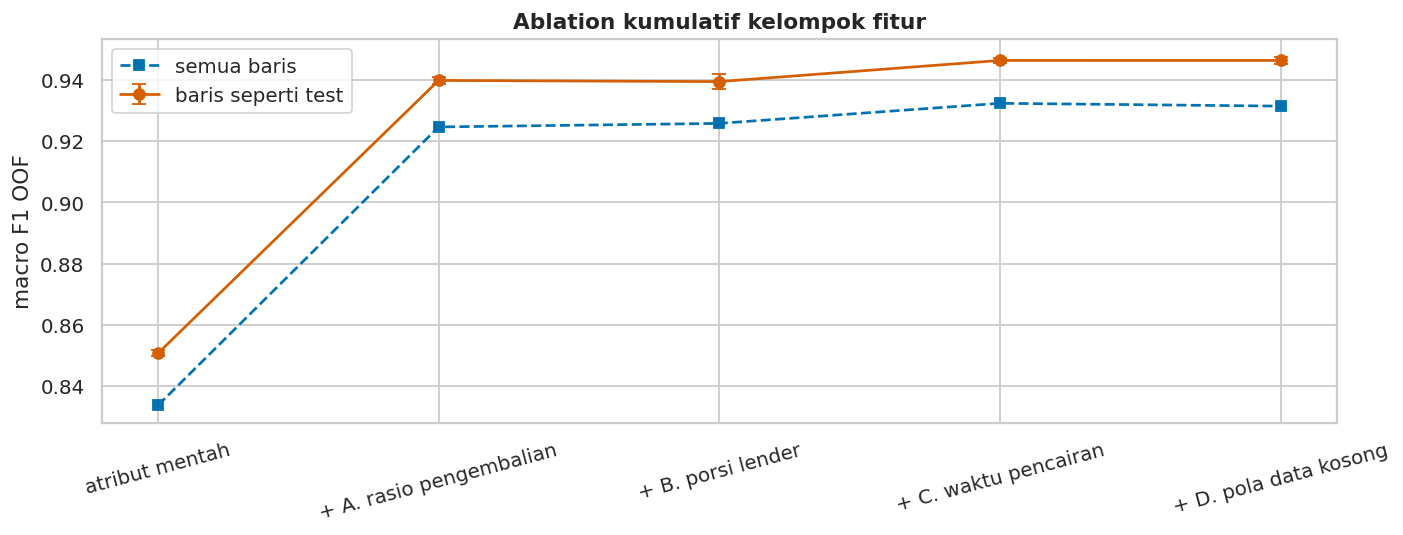 Ablation kumulatif kelompok fitur
semua baris
baris seperti test
macro F1 OOF
0.94
0.92
0.90
0.88
0.86
0.84
atribut mentah
+ A. rasio pengembalian
+ B. porsi lender
+ C. waktu pencairan
+ D. pola data kosong